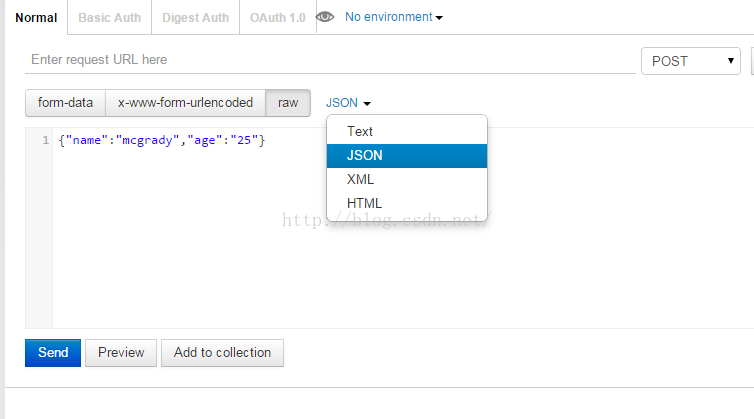 Normal Basic Auth Digest Auth OAuth 1.0 No environment
Enter request URL here POST
form-data x-www-form-urlencoded raw JSON
Text
1 {"name":"mcgrady","age":"25"}
JSON
XML
HTML
http://blog.csdn.net/
Send Preview Add to collection